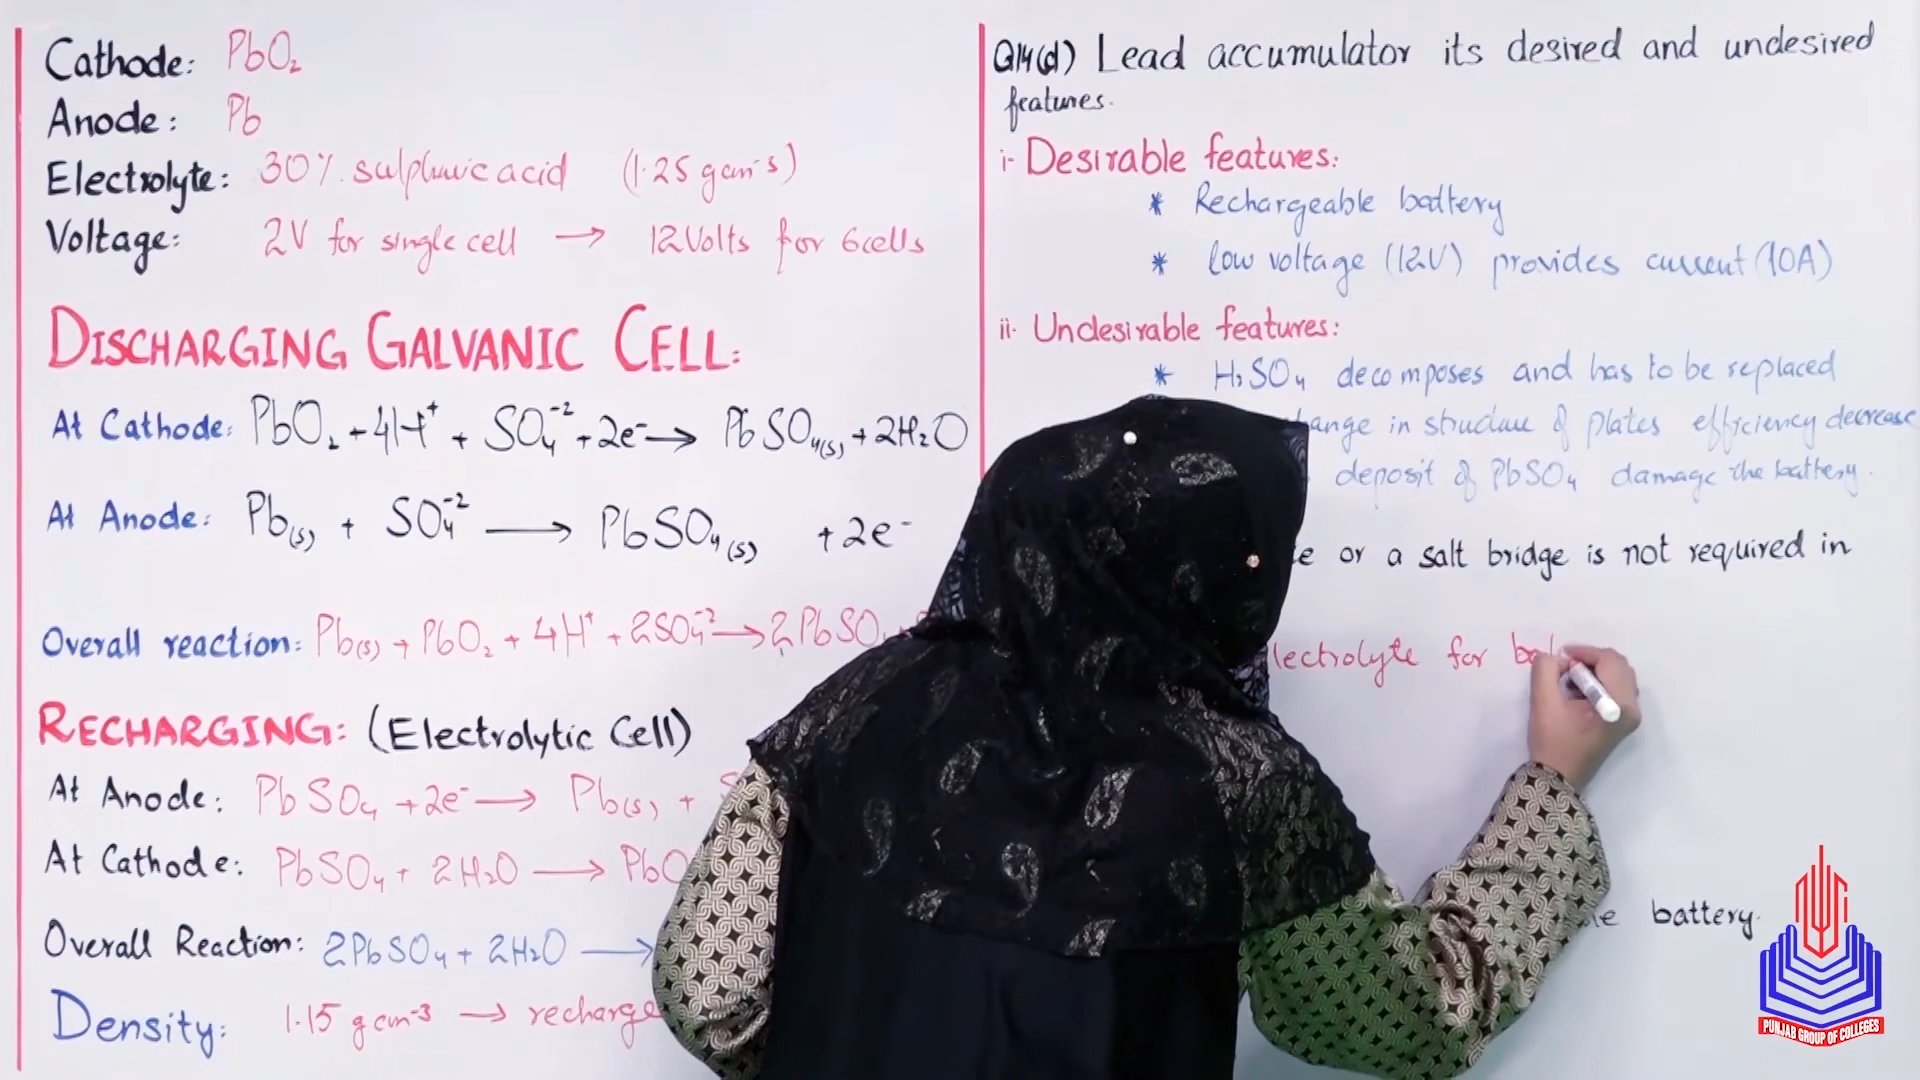 Cathode: PbO₂
Anode: Pb
Electrolyte: 30% sulphuric acid (1.25 gcm⁻³)
Voltage: 2V for single cell → 12Volts for 6cells
DISCHARGING GALVANIC CELL:
At Cathode: PbO₂ + 4H⁺ + SO₄⁻² + 2e⁻ → PbSO₄(s) + 2H₂O
At Anode: Pb(s) + SO₄⁻² → PbSO₄(s) + 2e⁻
Overall reaction: Pb(s) + PbO₂ + 4H⁺ + 2SO₄⁻² → 2PbSO₄ +
RECHARGING: (Electrolytic Cell)
At Anode: PbSO₄ + 2e⁻ → Pb(s) +
At Cathode: PbSO₄ + 2H₂O → PbO
Overall Reaction: 2PbSO₄ + 2H₂O →
Density: 1.15 gcm⁻³ → recharge
Q14(d) Lead accumulator its desired and undesired
features.
i- Desirable features:
* Rechargeable battery
* low voltage (12V) provides current (10A)
ii- Undesirable features:
* H₂SO₄ decomposes and has to be replaced
ange in structure of plates efficiency decrease
deposit of PbSO₄ damage the battery.
e or a salt bridge is not required in
lectrolyte for
battery.
PUNJAB GROUP OF COLLEGES